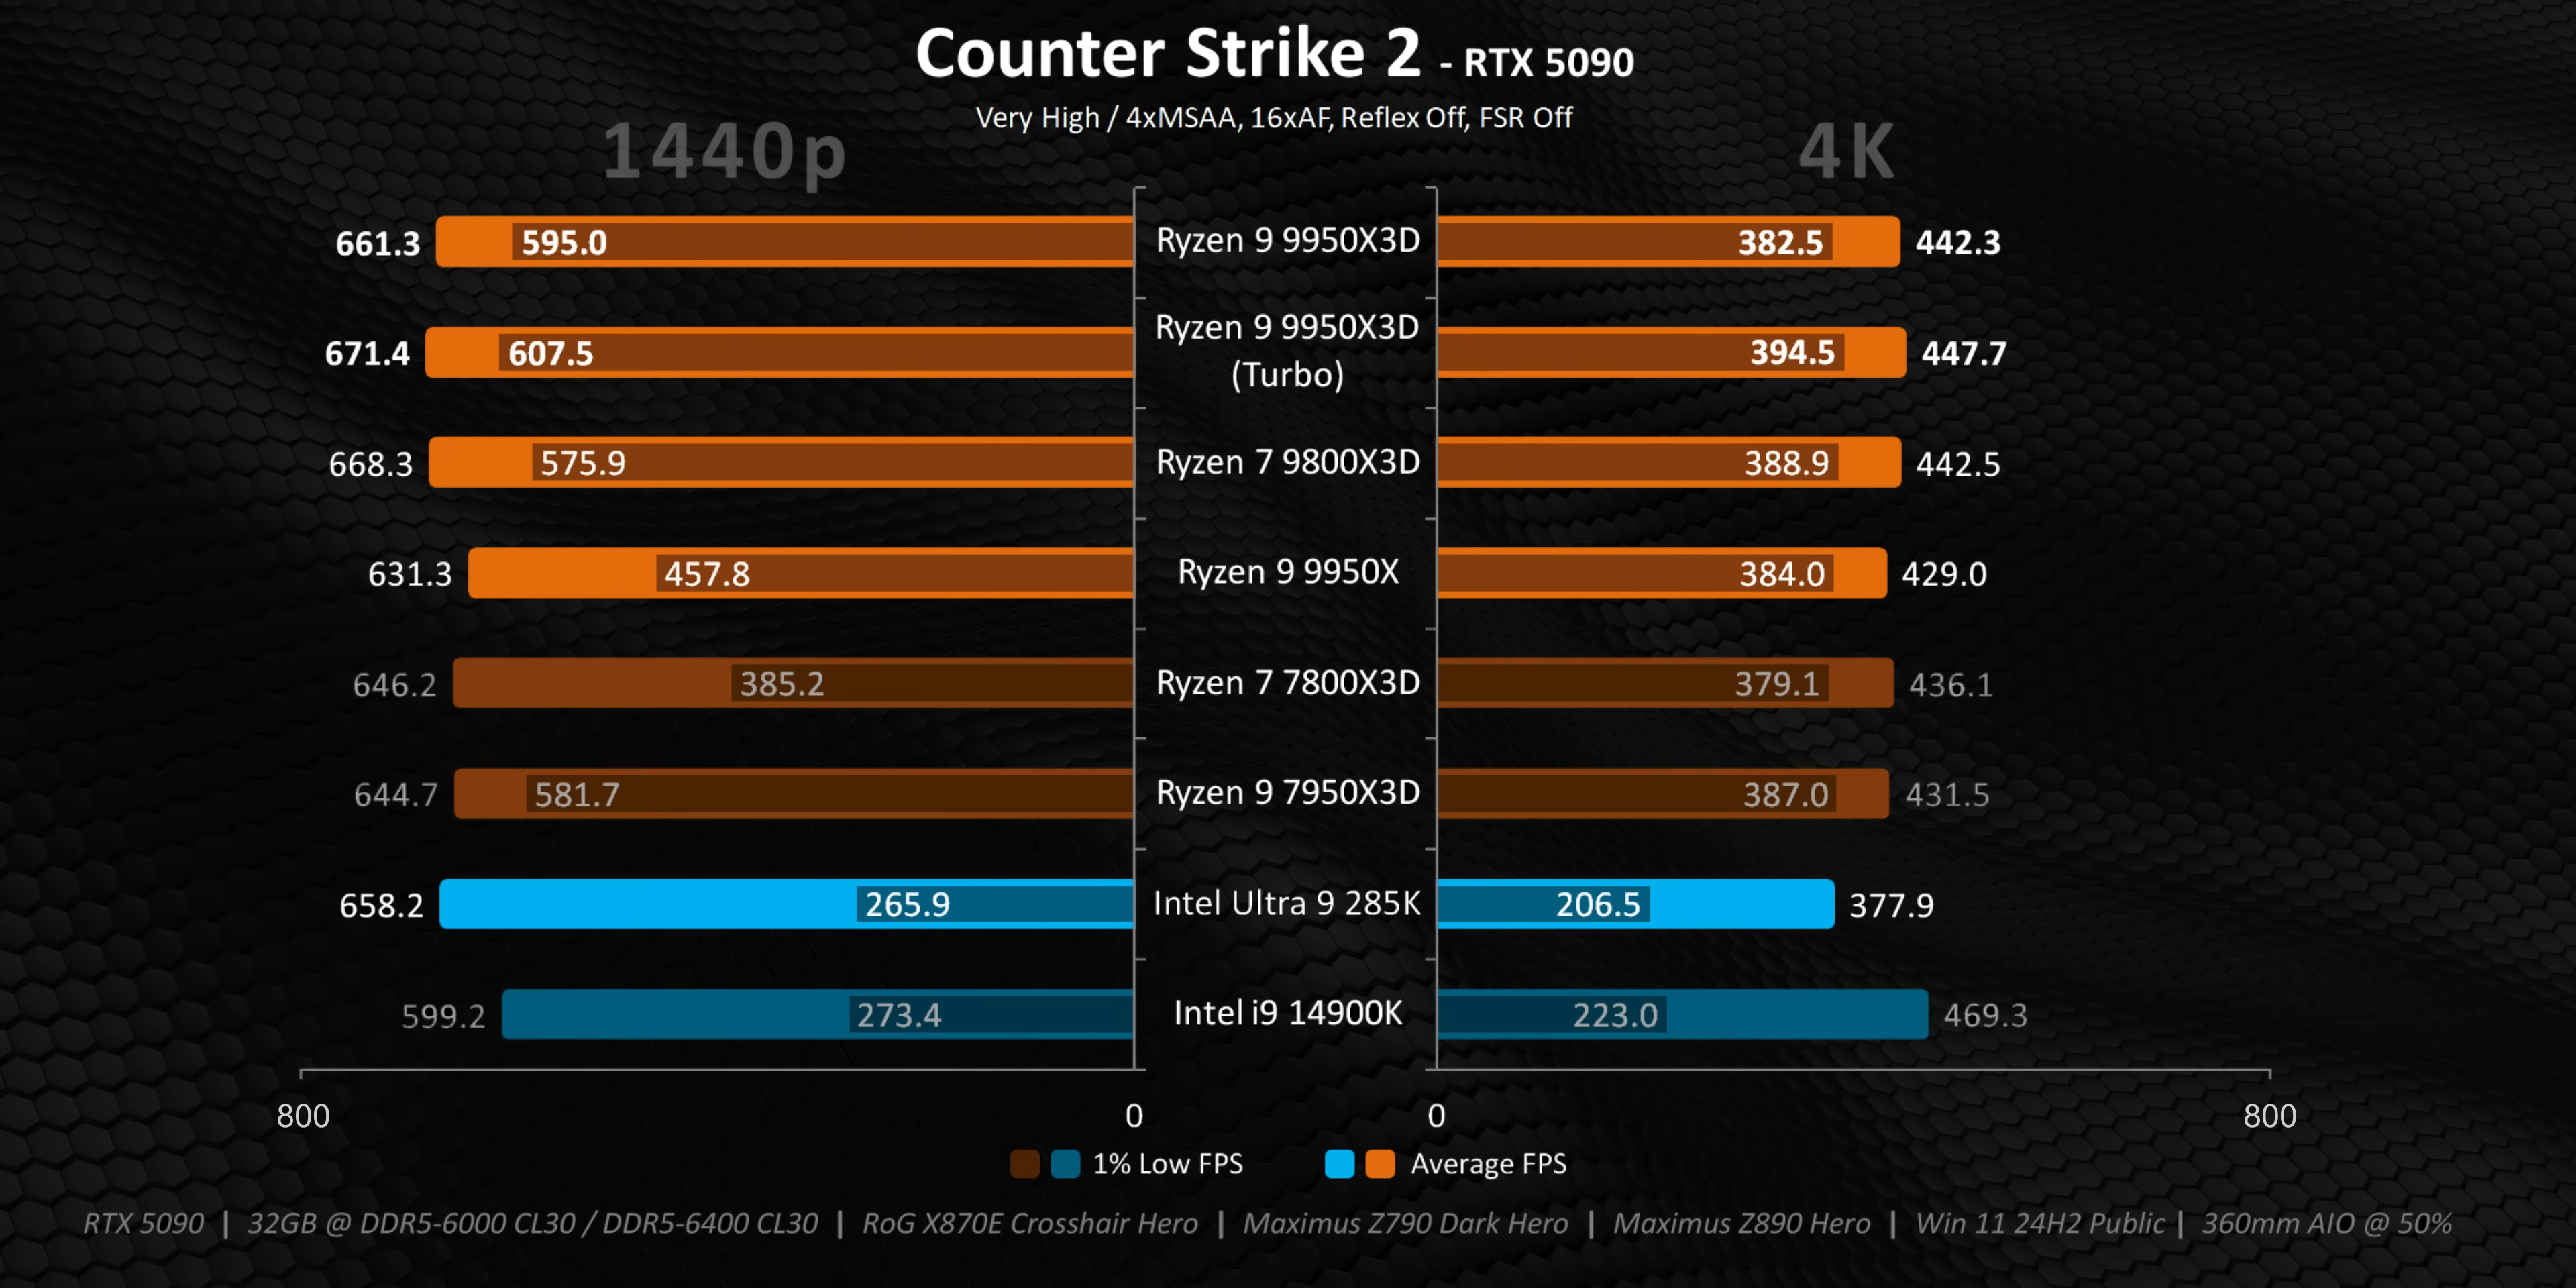 Counter Strike 2 - RTX 5090
Very High / 4xMSAA, 16xAF, Reflex Off, FSR Off
1440p 4K
661.3 595.0 Ryzen 9 9950X3D 382.5 442.3
Ryzen 9 9950X3D
671.4 607.5 394.5 447.7
(Turbo)
668.3 575.9 Ryzen 7 9800X3D 388.9 442.5
631.3 457.8 Ryzen 9 9950X 384.0 429.0
646.2 385.2 Ryzen 7 7800X3D 379.1 436.1
644.7 581.7 Ryzen 9 7950X3D 387.0 431.5
658.2 265.9 Intel Ultra 9 285K 206.5 377.9
599.2 273.4 Intel i9 14900K 223.0 469.3
800 0 0 800
1% Low FPS Average FPS
RTX 5090 | 32GB @ DDR5-6000 CL30 / DDR5-6400 CL30 | RoG X870E Crosshair Hero | Maximus Z790 Dark Hero | Maximus Z890 Hero | Win 11 24H2 Public | 360mm AIO @ 50%